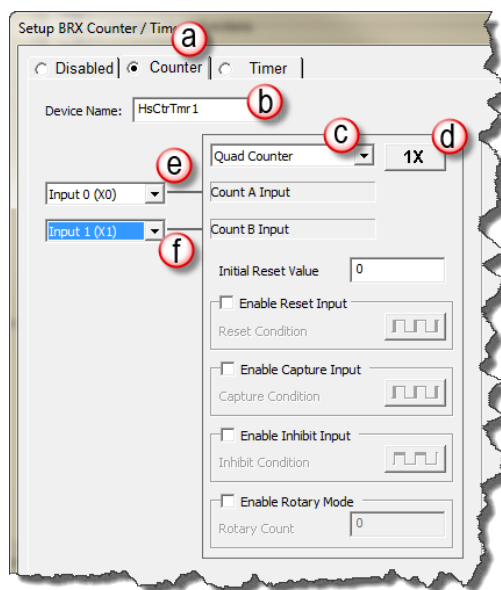 Setup BRX Counter / Tim
a
Disabled Counter Timer
Device Name: HsCtrTmr1
b
c
d
Quad Counter 1X
e
Input 0 (X0) Count A Input
Input 1 (X1) Count B Input
f
Initial Reset Value 0
Enable Reset Input
Reset Condition
Enable Capture Input
Capture Condition
Enable Inhibit Input
Inhibit Condition
Enable Rotary Mode
Rotary Count 0